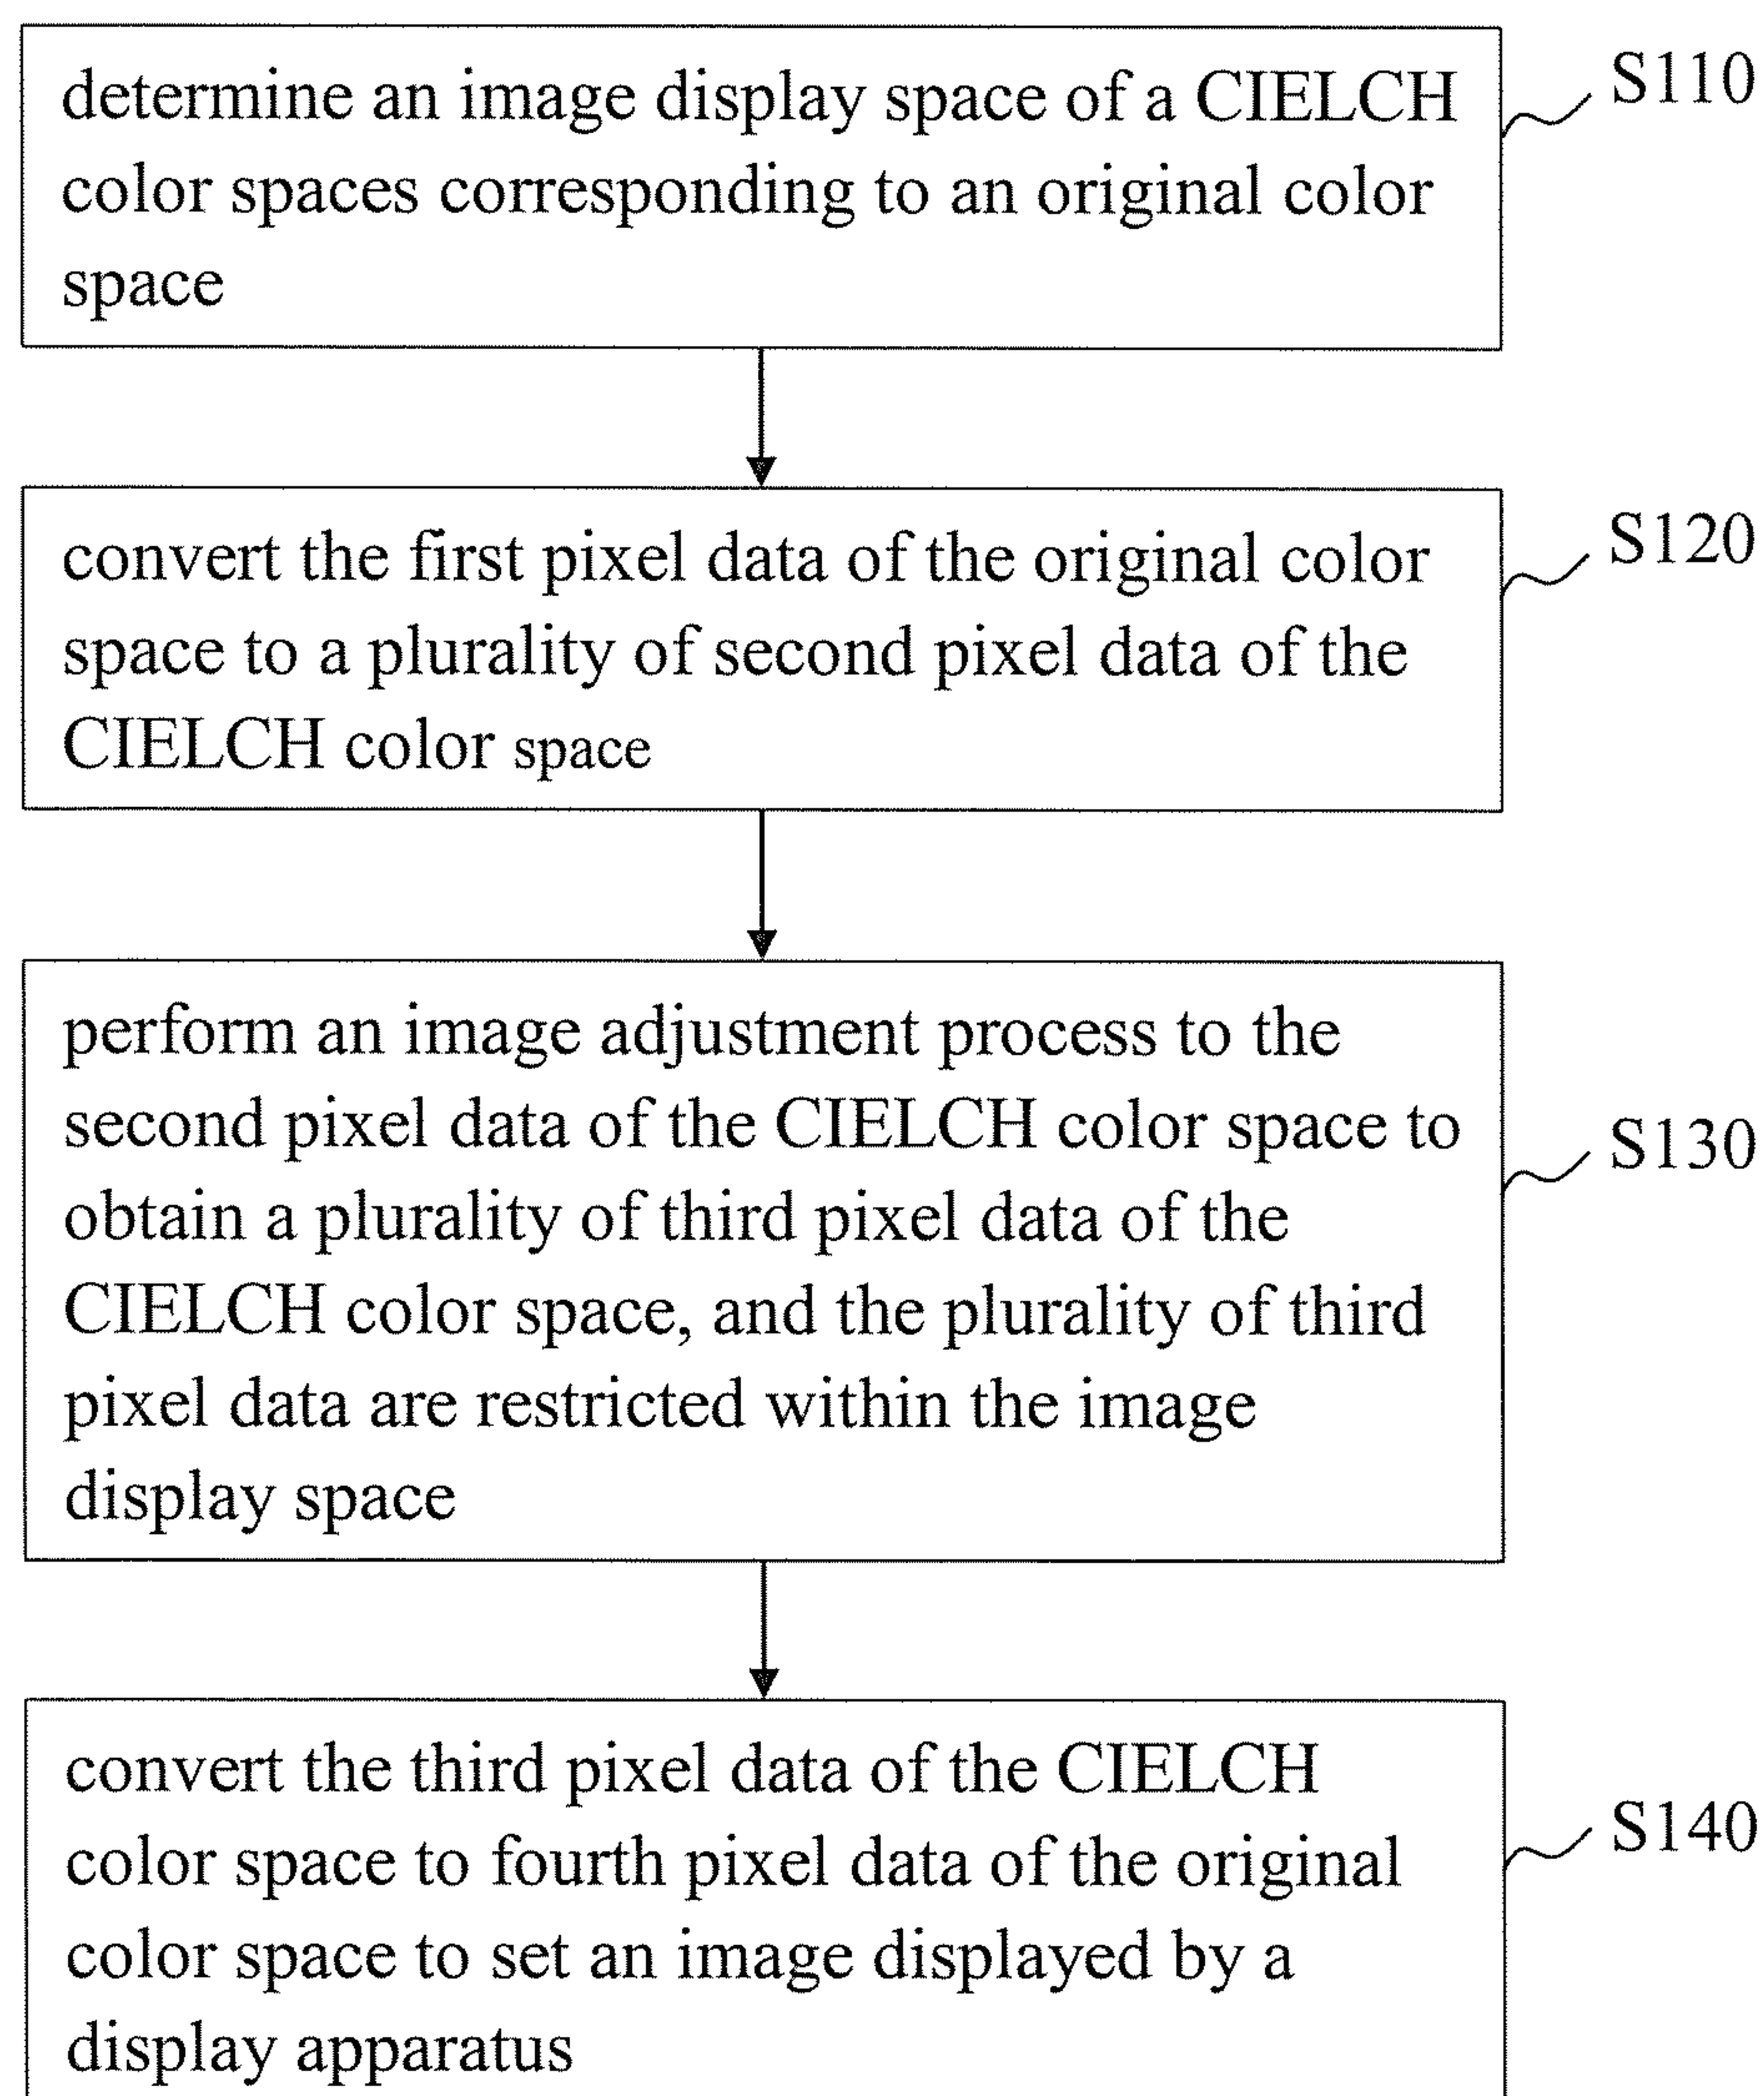 determine an image display space of a CIELCH
color spaces corresponding to an original color
space
S110
convert the first pixel data of the original color
space to a plurality of second pixel data of the
CIELCH color space
S120
perform an image adjustment process to the
second pixel data of the CIELCH color space to
obtain a plurality of third pixel data of the
CIELCH color space, and the plurality of third
pixel data are restricted within the image
display space
S130
convert the third pixel data of the CIELCH
color space to fourth pixel data of the original
color space to set an image displayed by a
display apparatus
S140